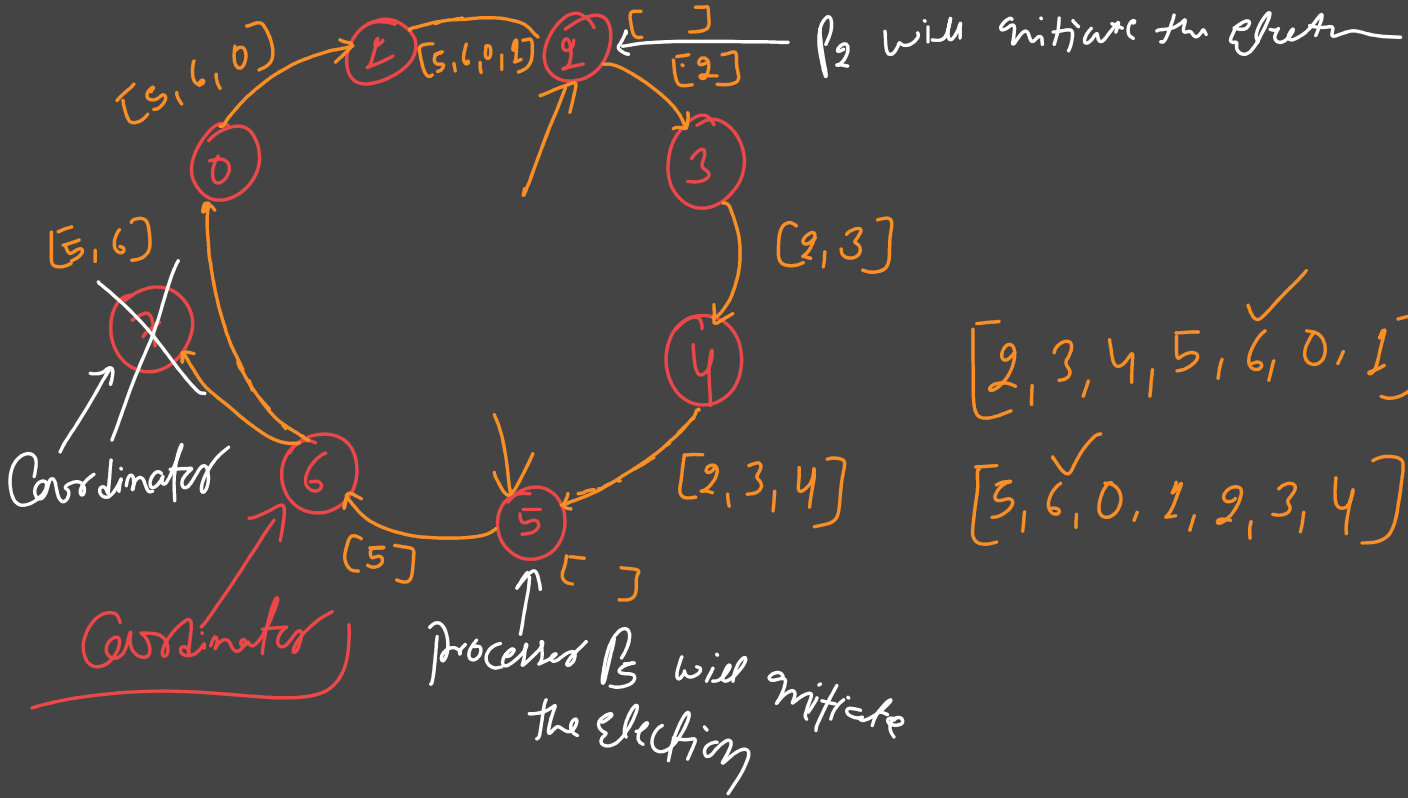 [ ]
P2 will initiate the Election
[5, 6, 0]
1
[5, 6, 0, 1]
2
[2]
0
3
[5, 6]
[2, 3]
7
4
[2, 3, 4, 5, 6, 0, 1]
Coordinator
6
[2, 3, 4]
[5, 6, 0, 1, 2, 3, 4]
5
[5]
[ ]
Coordinator
Processer P5 will initiate
the Election